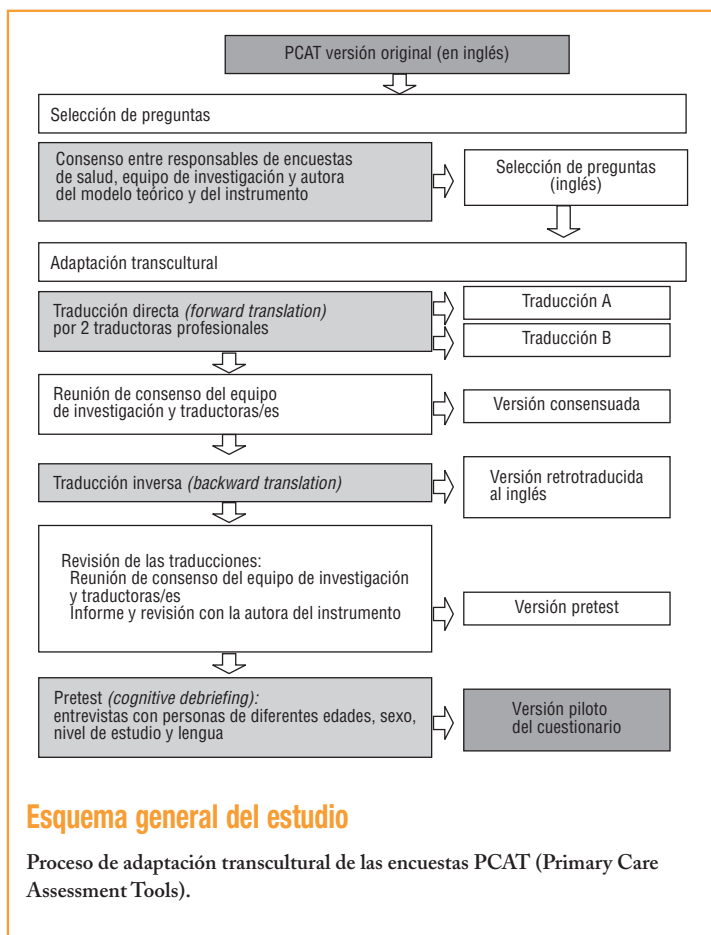 PCAT versión original (en inglés)
Selección de preguntas
Consenso entre responsables de encuestas
de salud, equipo de investigación y autora
del modelo teórico y del instrumento
Selección de preguntas
(inglés)
Adaptación transcultural
Traducción directa (forward translation)
por 2 traductoras profesionales
Traducción A
Traducción B
Reunión de consenso del equipo
de investigación y traductoras/es
Versión consensuada
Traducción inversa (backward translation)
Versión retrotraducida
al inglés
Revisión de las traducciones:
Reunión de consenso del equipo de investigación
y traductoras/es
Informe y revisión con la autora del instrumento
Versión pretest
Pretest (cognitive debriefing):
entrevistas con personas de diferentes edades, sexo,
nivel de estudio y lengua
Versión piloto
del cuestionario
Esquema general del estudio
Proceso de adaptación transcultural de las encuestas PCAT (Primary Care
Assessment Tools).